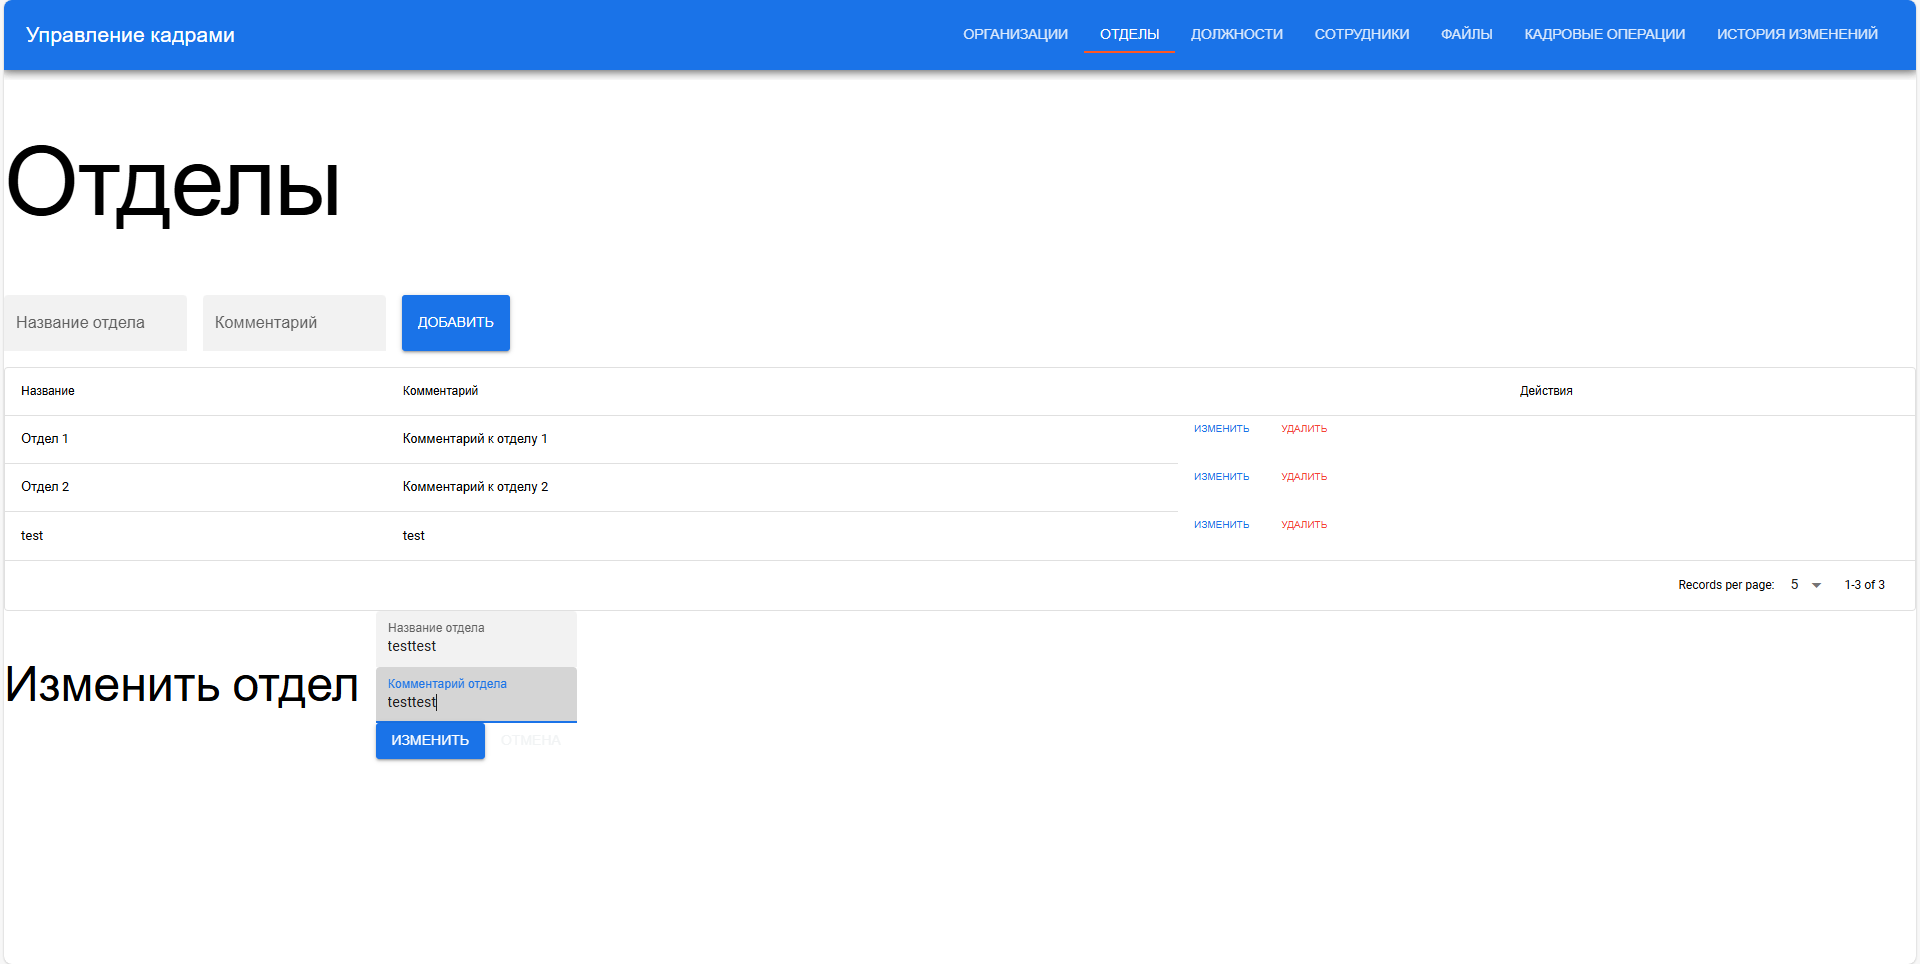 Управление кадрами
ОРГАНИЗАЦИИ ОТДЕЛЫ ДОЛЖНОСТИ СОТРУДНИКИ ФАЙЛЫ КАДРОВЫЕ ОПЕРАЦИИ ИСТОРИЯ ИЗМЕНЕНИЙ
Отделы
Название отдела Комментарий ДОБАВИТЬ
Название Комментарий Действия
Отдел 1 Комментарий к отделу 1 ИЗМЕНИТЬ УДАЛИТЬ
Отдел 2 Комментарий к отделу 2 ИЗМЕНИТЬ УДАЛИТЬ
test test ИЗМЕНИТЬ УДАЛИТЬ
Records per page: 5 1-3 of 3
Изменить отдел
Название отдела
testtest
Комментарий отдела
testtest
ИЗМЕНИТЬ ОТМЕНА